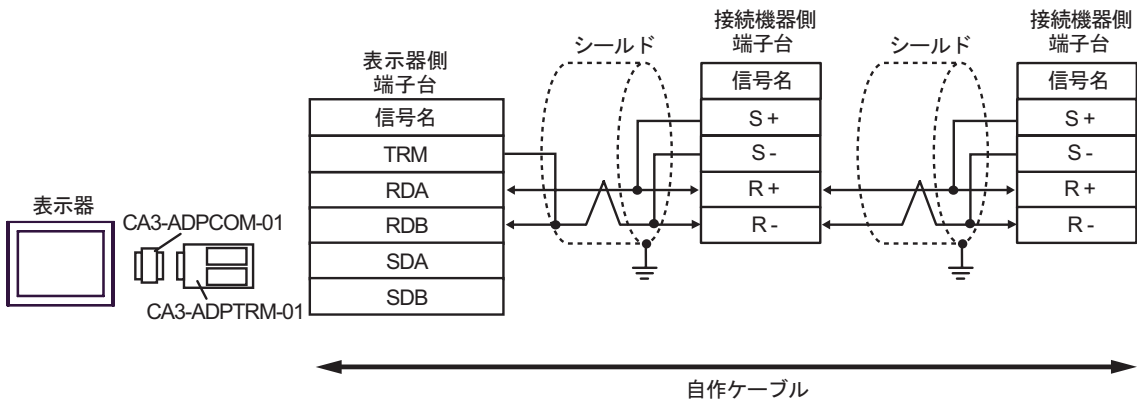 表示器
CA3-ADPCOM-01
CA3-ADPTRM-01
表示器側
端子台
信号名
TRM
RDA
RDB
SDA
SDB
シールド
接続機器側
端子台
信号名
S+
S-
R+
R-
シールド
接続機器側
端子台
信号名
S+
S-
R+
R-
自作ケーブル